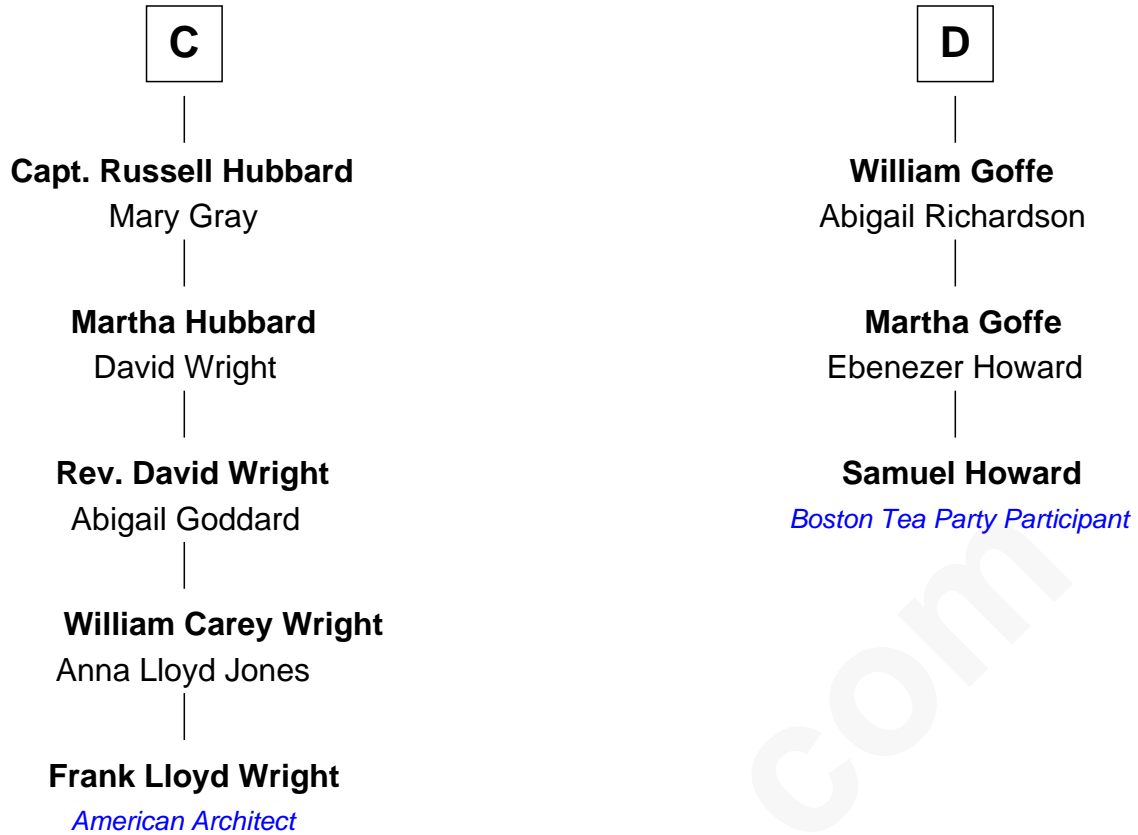 C
Capt. Russell Hubbard
Mary Gray
Martha Hubbard
David Wright
Rev. David Wright
Abigail Goddard
William Carey Wright
Anna Lloyd Jones
Frank Lloyd Wright
American Architect
D
William Goffe
Abigail Richardson
Martha Goffe
Ebenezer Howard
Samuel Howard
Boston Tea Party Participant
com